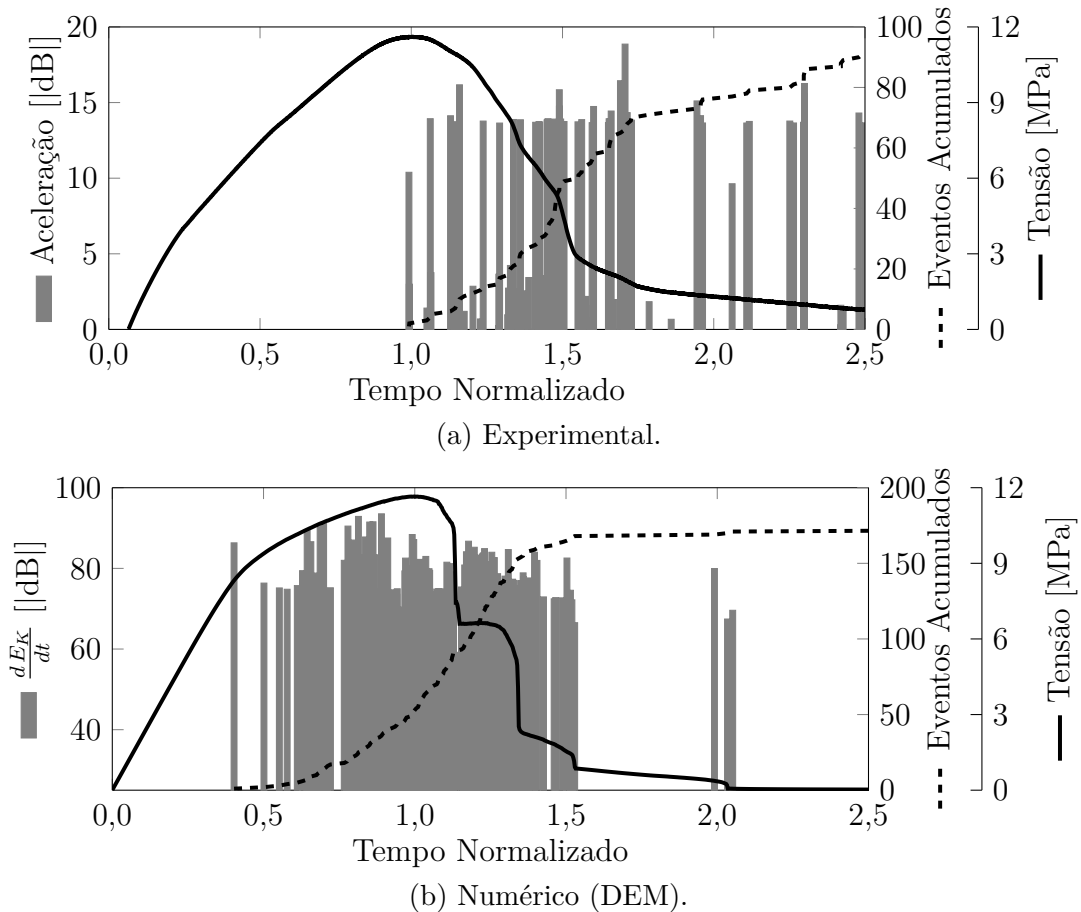 20
15
10
5
0
100
80
60
40
20
0
12
9
6
3
0
Aceleração [|dB|]
Eventos Acumulados
Tensão [MPa]
0,0 0,5 1,0 1,5 2,0 2,5
Tempo Normalizado
(a) Experimental.
100
80
60
40
200
150
100
50
0
12
9
6
3
0
d E_K / dt [|dB|]
Eventos Acumulados
Tensão [MPa]
0,0 0,5 1,0 1,5 2,0 2,5
Tempo Normalizado
(b) Numérico (DEM).